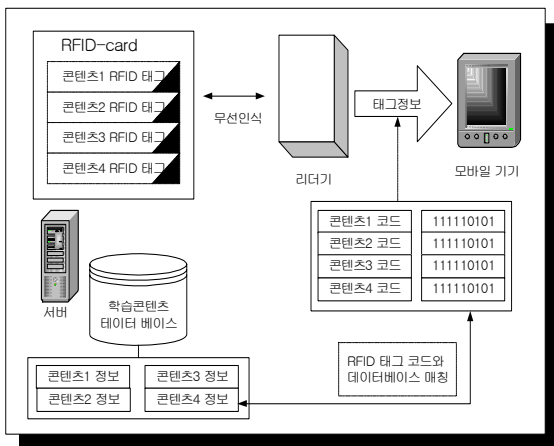 RFID-card
콘텐츠1 RFID 태그
콘텐츠2 RFID 태그
콘텐츠3 RFID 태그
콘텐츠4 RFID 태그
무선인식
리더기
태그정보
모바일 기기
콘텐츠1 코드 111110101
콘텐츠2 코드 111110101
콘텐츠3 코드 111110101
콘텐츠4 코드 111110101
서버
학습콘텐츠
테이터 베이스
RFID 태그 코드와
데이터베이스 매칭
콘텐츠1 정보 콘텐츠3 정보
콘텐츠2 정보 콘텐츠4 정보